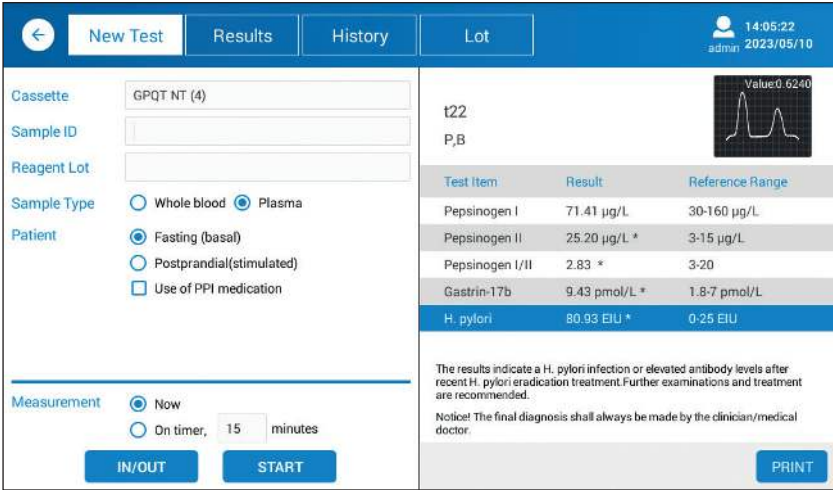 New Test Results History Lot
14:05:22
admin 2023/05/10
Cassette GPQT NT (4)
Sample ID
Reagent Lot
Sample Type Whole blood Plasma
Patient Fasting (basal)
Postprandial(stimulated)
Use of PPI medication
Measurement Now
On timer, 15 minutes
IN/OUT START
Value:0.6240
t22
P,B
Test Item Result Reference Range
Pepsinogen I 71.41 µg/L 30-160 µg/L
Pepsinogen II 25.20 µg/L * 3-15 µg/L
Pepsinogen I/II 2.83 * 3-20
Gastrin-17b 9.43 pmol/L * 1.8-7 pmol/L
H. pylori 80.93 EIU * 0-25 EIU
The results indicate a H. pylori infection or elevated antibody levels after
recent H. pylori eradication treatment.Further examinations and treatment
are recommended.
Notice! The final diagnosis shall always be made by the clinician/medical
doctor.
PRINT